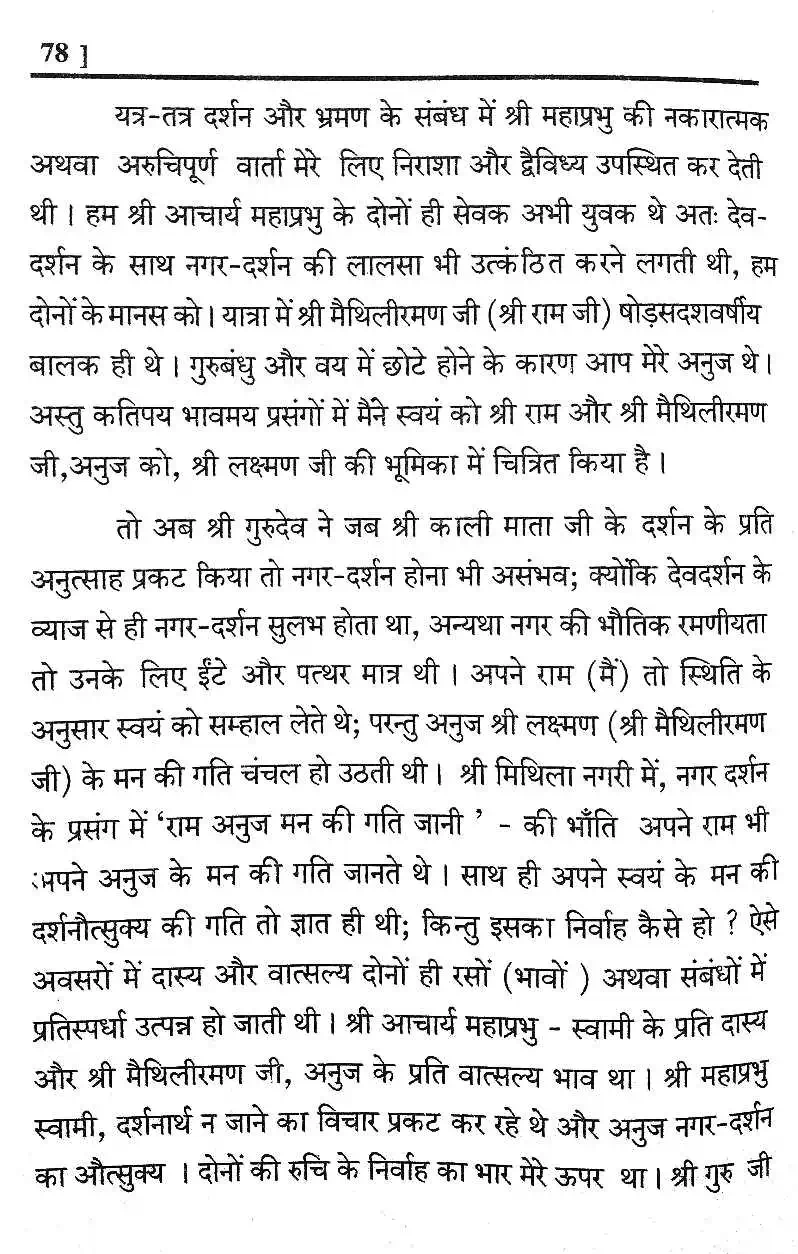 78 ]
यत्र-तत्र दर्शन और भ्रमण के संबंध में श्री महाप्रभु की नकारात्मक
अथवा अरुचिपूर्ण वार्ता मेरे लिए निराशा और द्वैविध्य उपस्थित कर देती
थी । हम श्री आचार्य महाप्रभु के दोनों ही सेवक अभी युवक थे अतः देव-
दर्शन के साथ नगर-दर्शन की लालसा भी उत्कंठित करने लगती थी, हम
दोनों के मानस को । यात्रा में श्री मैथिलीरमण जी (श्री राम जी) षोड़सदशवर्षीय
बालक ही थे । गुरुबंधु और वय में छोटे होने के कारण आप मेरे अनुज थे ।
अस्तु कतिपय भावमय प्रसंगों में मैंने स्वयं को श्री राम और श्री मैथिलीरमण
जी,अनुज को, श्री लक्ष्मण जी की भूमिका में चित्रित किया है ।
तो अब श्री गुरुदेव ने जब श्री काली माता जी के दर्शन के प्रति
अनुत्साह प्रकट किया तो नगर-दर्शन होना भी असंभव; क्योंकि देवदर्शन के
व्याज से ही नगर-दर्शन सुलभ होता था, अन्यथा नगर की भौतिक रमणीयता
तो उनके लिए ईंटे और पत्थर मात्र थी । अपने राम (मैं) तो स्थिति के
अनुसार स्वयं को सम्हाल लेते थे; परन्तु अनुज श्री लक्ष्मण (श्री मैथिलीरमण
जी) के मन की गति चंचल हो उठती थी । श्री मिथिला नगरी में, नगर दर्शन
के प्रसंग में ‘राम अनुज मन की गति जानी ’ - की भाँति अपने राम भी
अपने अनुज के मन की गति जानते थे । साथ ही अपने स्वयं के मन की
दर्शनौत्सुक्य की गति तो ज्ञात ही थी; किन्तु इसका निर्वाह कैसे हो ? ऐसे
अवसरों में दास्य और वात्सल्य दोनों ही रसों (भावों ) अथवा संबंधों में
प्रतिस्पर्धा उत्पन्न हो जाती थी । श्री आचार्य महाप्रभु - स्वामी के प्रति दास्य
और श्री मैथिलीरमण जी, अनुज के प्रति वात्सल्य भाव था । श्री महाप्रभु
स्वामी, दर्शनार्थ न जाने का विचार प्रकट कर रहे थे और अनुज नगर-दर्शन
का औत्सुक्य । दोनों की रुचि के निर्वाह का भार मेरे ऊपर था । श्री गुरु जी